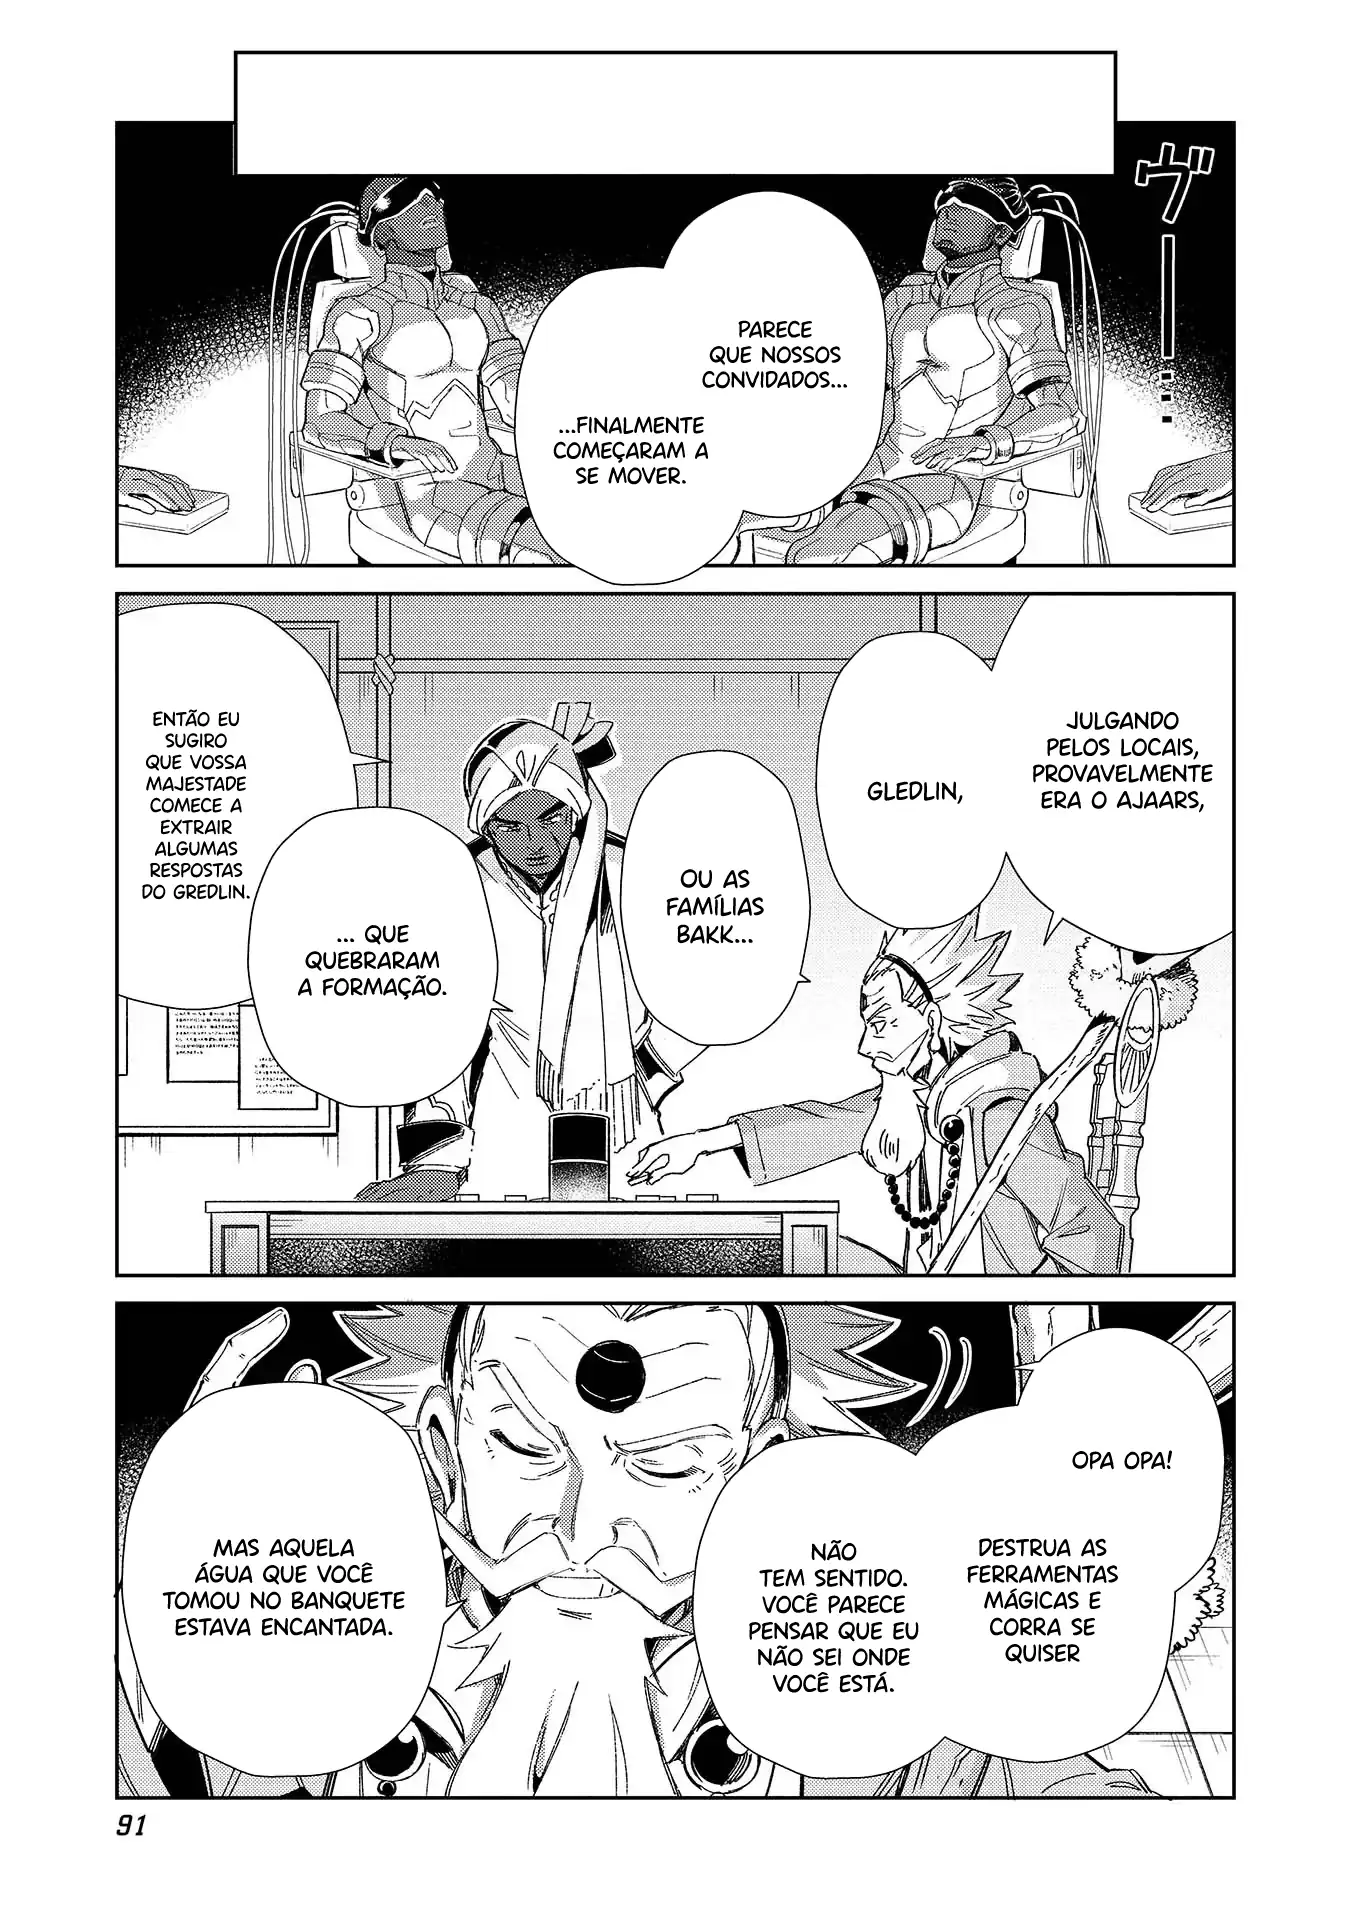 ヴーー……
PARECE
QUE NOSSOS
CONVIDADOS...
...FINALMENTE
COMEÇARAM A
SE MOVER.
JULGANDO
PELOS LOCAIS,
PROVAVELMENTE
ERA O AJAARS,
GLEDLIN,
OU AS
FAMÍLIAS
BAKK...
... QUE
QUEBRARAM
A FORMAÇÃO.
ENTÃO EU
SUGIRO
QUE VOSSA
MAJESTADE
COMECE A
EXTRAIR
ALGUMAS
RESPOSTAS
DO GREDLIN.
OPA OPA!
DESTRUA AS
FERRAMENTAS
MÁGICAS E
CORRA SE
QUISER
NÃO
TEM SENTIDO.
VOCÊ PARECE
PENSAR QUE EU
NÃO SEI ONDE
VOCÊ ESTÁ.
MAS AQUELA
ÁGUA QUE VOCÊ
TOMOU NO BANQUETE
ESTAVA ENCANTADA.
91